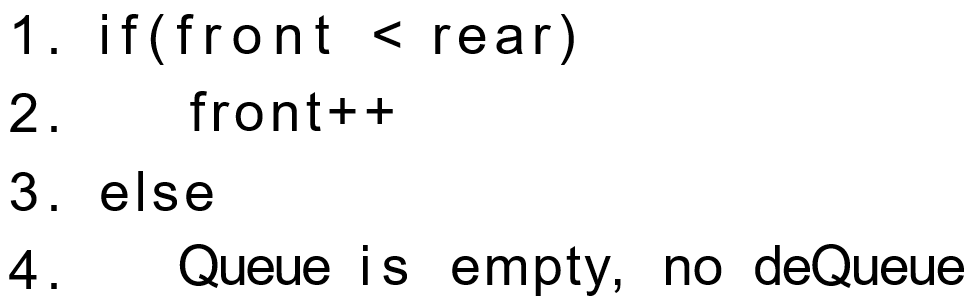 1. if(front < rear)
2. front++
3. else
4. Queue is empty, no deQueue